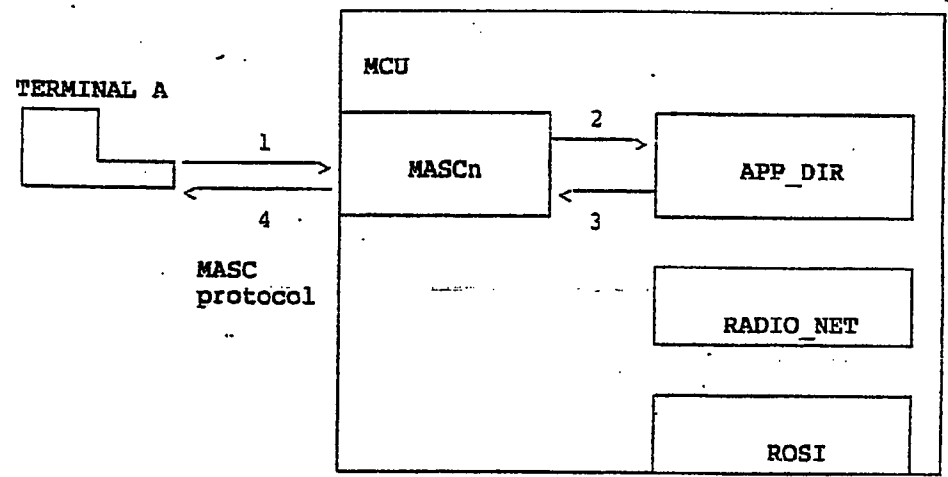 MCU
TERMINAL A
1
2
MASCn
APP_DIR
4
3
MASC
protocol
RADIO_NET
ROSI